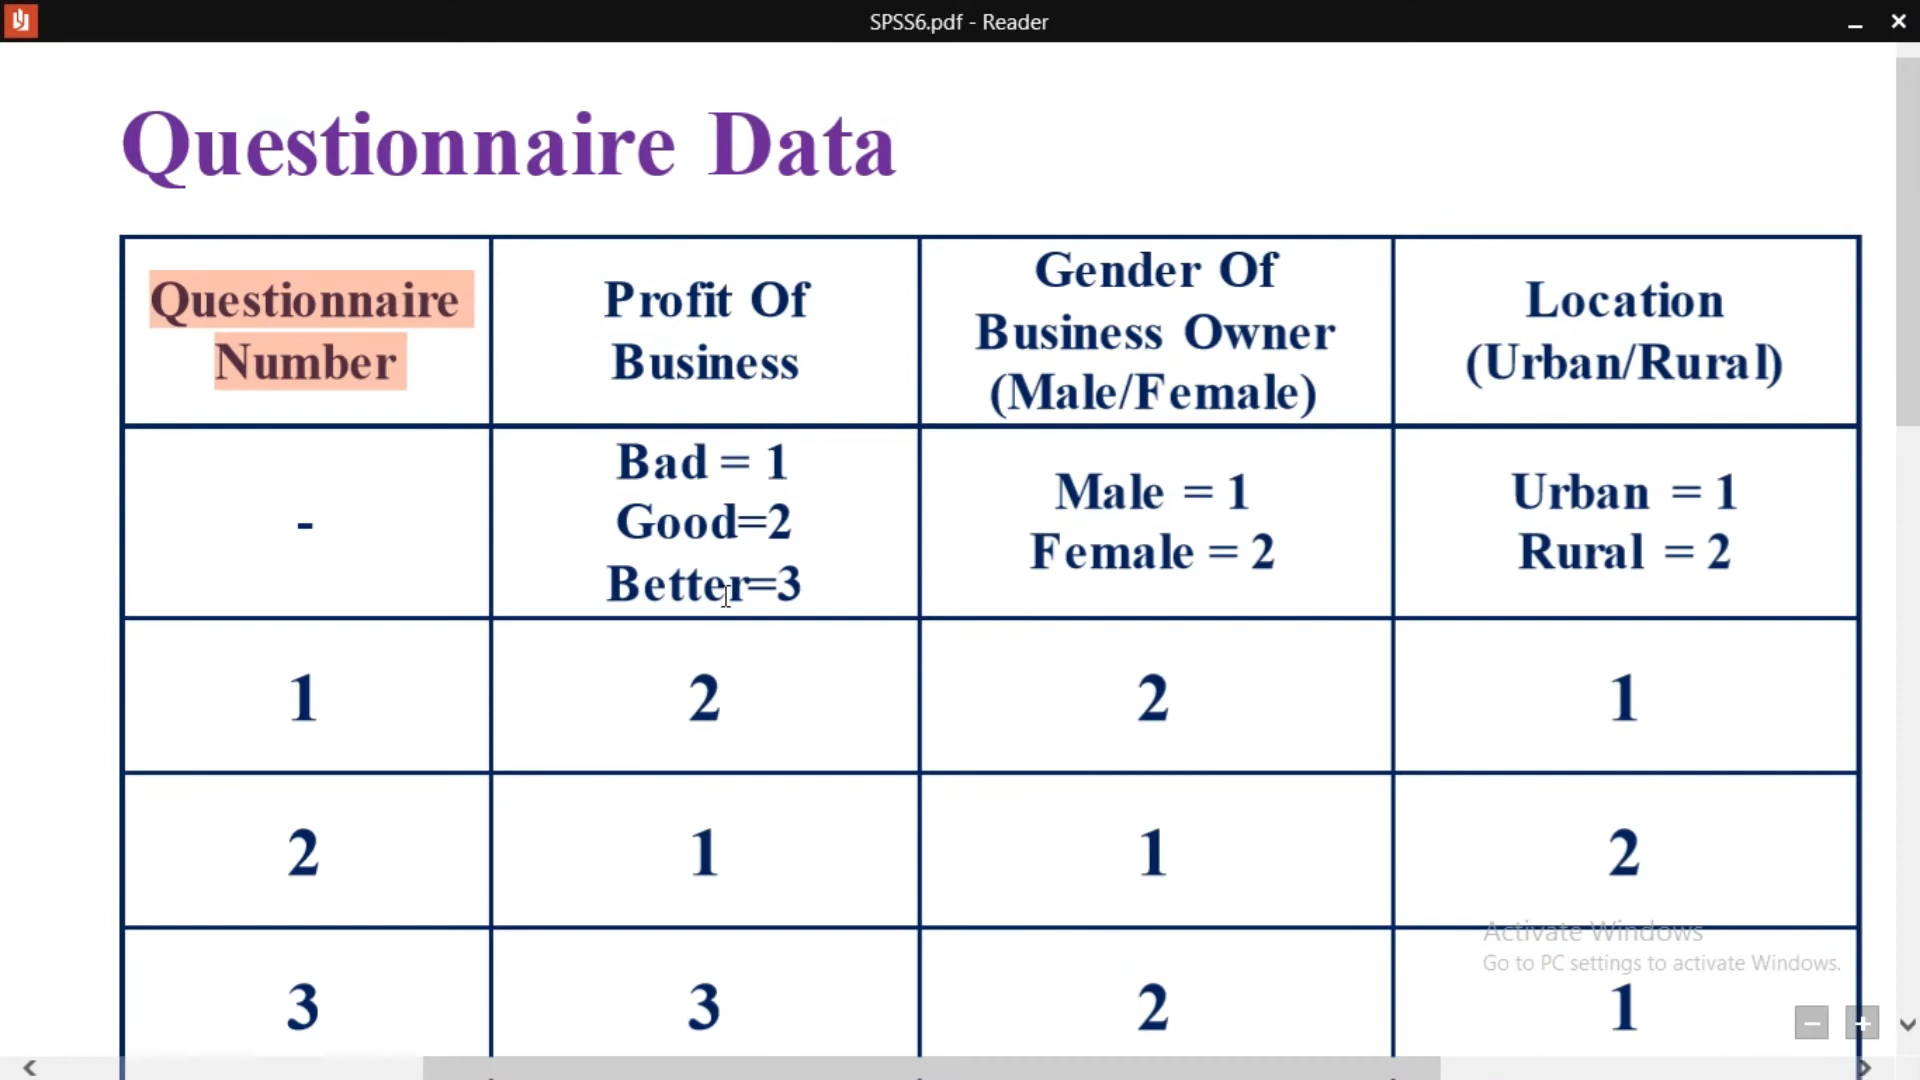 SPSS6.pdf - Reader
Questionnaire Data
Questionnaire
Number
Profit Of
Business
Gender Of
Business Owner
(Male/Female)
Location
(Urban/Rural)
-
Bad = 1
Good=2
Better=3
Male = 1
Female = 2
Urban = 1
Rural = 2
1
2
2
1
2
1
1
2
3
3
2
1
Activate Windows
Go to PC settings to activate Windows.